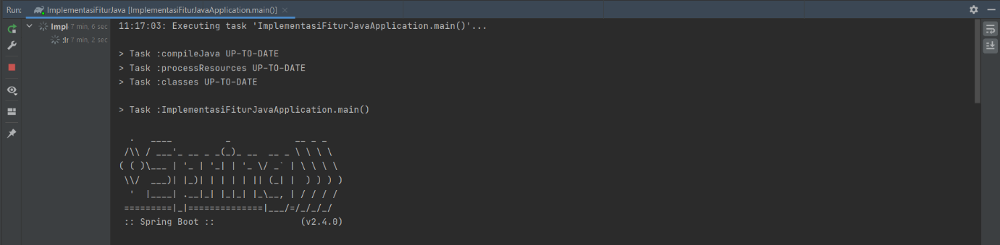 Run: ImplementasiFiturJava [ImplementasiFiturJavaApplication.main()] ×
Impl 7 min, 6 sec
:Ir 7 min, 2 sec
11:17:03: Executing task 'ImplementasiFiturJavaApplication.main()'...
> Task :compileJava UP-TO-DATE
> Task :processResources UP-TO-DATE
> Task :classes UP-TO-DATE
> Task :ImplementasiFiturJavaApplication.main()
  .   ____          _            __ _ _
 /\\ / ___'_ __ _ _(_)_ __  __ _ \ \ \ \
( ( )\___ | '_ | '_| | '_ \/ _` | \ \ \ \
 \\/  ___)| |_)| | | | | || (_| |  ) ) ) )
  '  |____| .__|_| |_|_| |_\__, | / / / /
 =========|_|==============|___/=/_/_/_/
 :: Spring Boot ::                (v2.4.0)